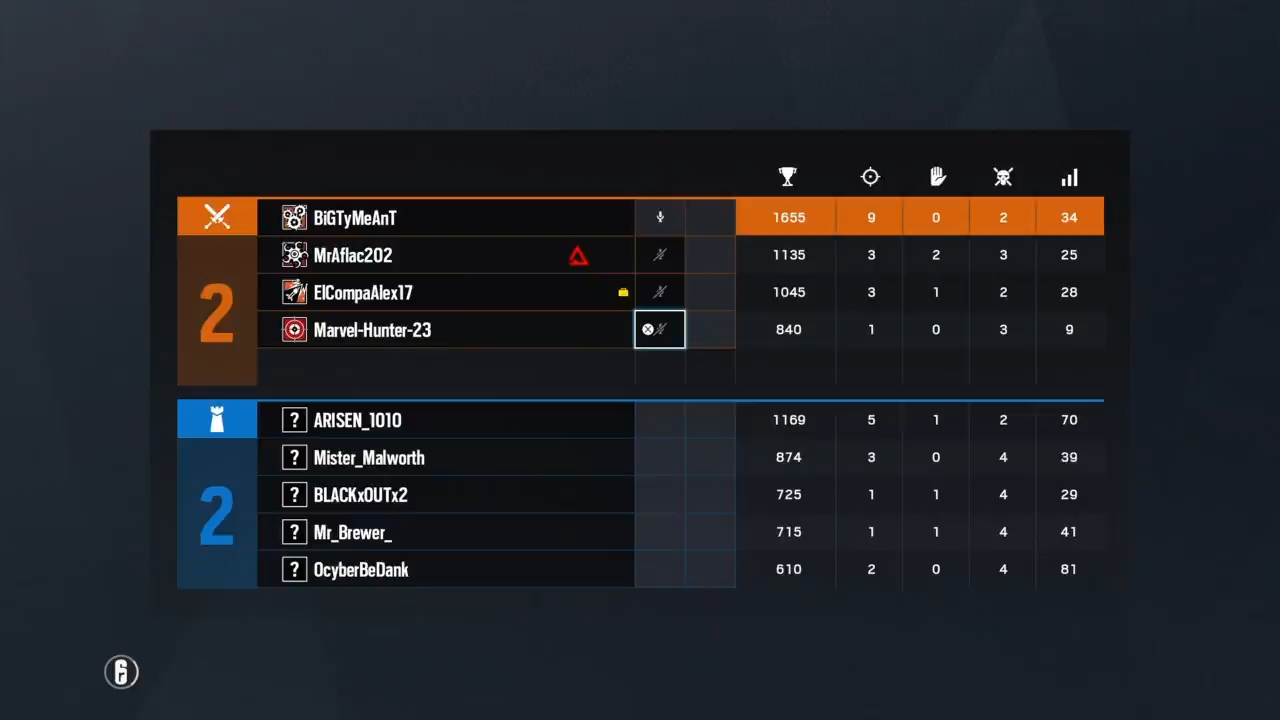 BiGTyMeAnT 1655 9 0 2 34
MrAflac202 1135 3 2 3 25
2
ElCompaAlex17 1045 3 1 2 28
Marvel-Hunter-23 840 1 0 3 9
? ARISEN_1010 1169 5 1 2 70
? Mister_Malworth 874 3 0 4 39
2
? BLACKxOUTx2 725 1 1 4 29
? Mr_Brewer_ 715 1 1 4 41
? OcyberBeDank 610 2 0 4 81
6